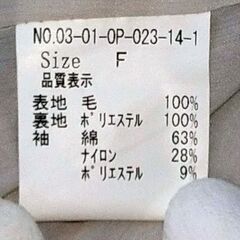 NO.03-01-OP-023-14-1
Size F
品質表示
表地 毛 100%
裏地 ポリエステル 100%
袖 綿 63%
ナイロン 28%
ポリエステル 9%